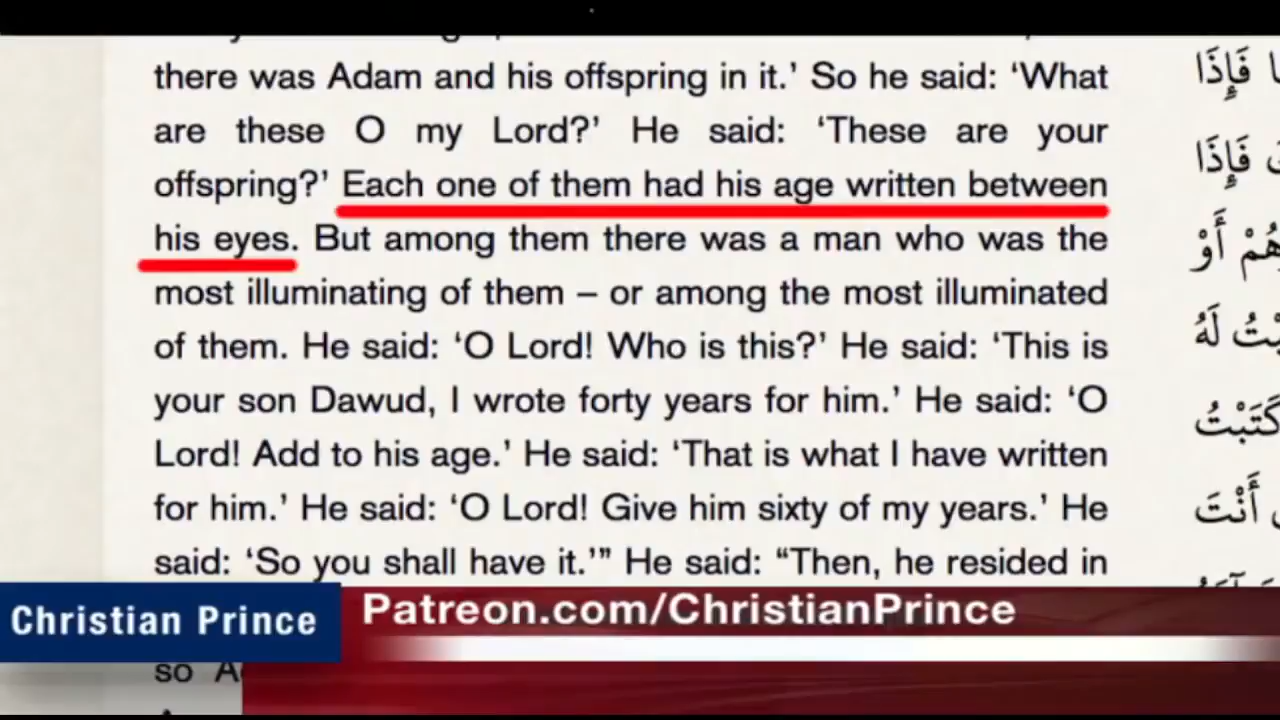 there was Adam and his offspring in it.’ So he said: ‘What
are these O my Lord?’ He said: ‘These are your
offspring?’ Each one of them had his age written between
his eyes. But among them there was a man who was the
most illuminating of them – or among the most illuminated
of them. He said: ‘O Lord! Who is this?’ He said: ‘This is
your son Dawud, I wrote forty years for him.’ He said: ‘O
Lord! Add to his age.’ He said: ‘That is what I have written
for him.’ He said: ‘O Lord! Give him sixty of my years.’ He
said: ‘So you shall have it.’” He said: “Then, he resided in
so
فَإِذَا
فَإِذَا
أَوْ
لَهُ
كَتَبْتُ
أَنْتَ
Christian Prince
Patreon.com/ChristianPrince